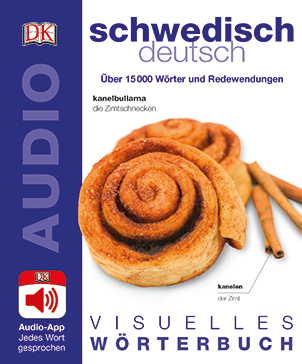 DK
schwedisch
deutsch
Über 15 000 Wörter und Redewendungen
kanelbullarna
die Zimtschnecken
AUDIO
kanelen
der Zimt
DK
Audio-App
Jedes Wort
gesprochen
VISUELLES
WÖRTERBUCH